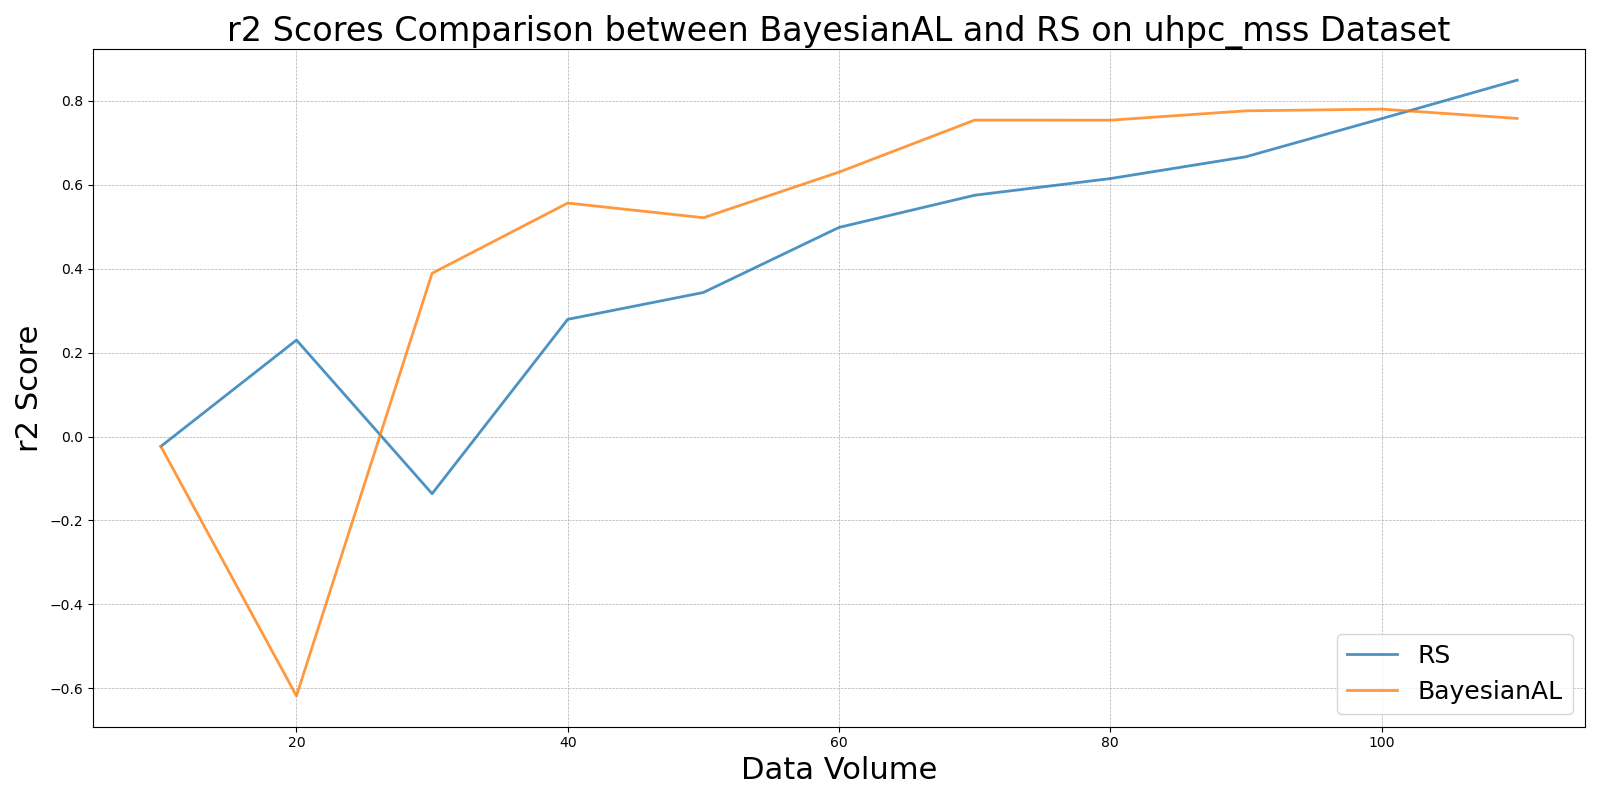 r2 Scores Comparison between BayesianAL and RS on uhpc_mss Dataset
0.8
0.6
0.4
0.2
0.0
−0.2
−0.4
−0.6
r2 Score
20 40 60 80 100
Data Volume
RS
BayesianAL